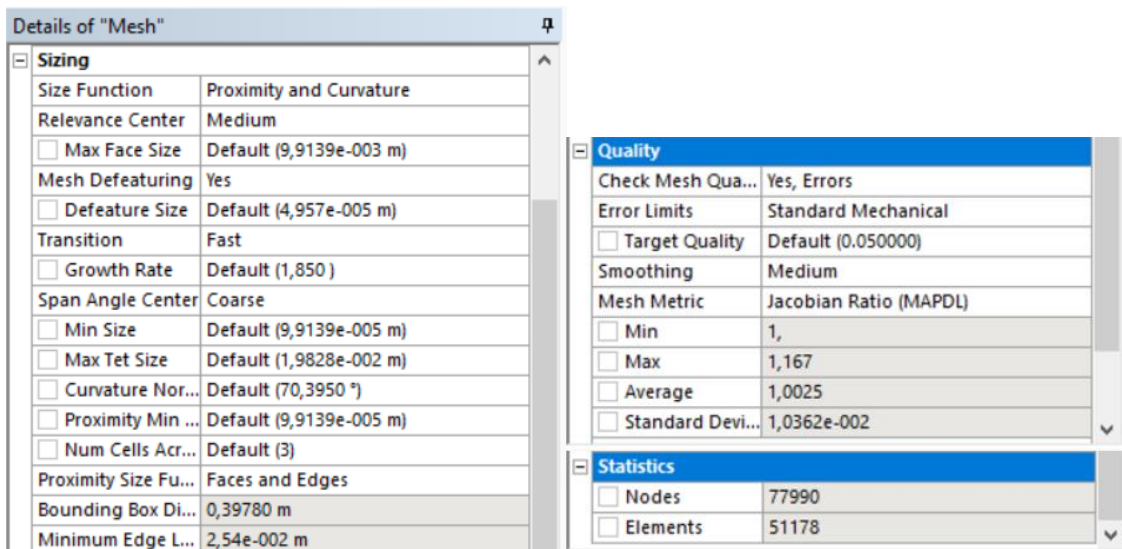 Details of "Mesh"
Sizing
Size Function Proximity and Curvature
Relevance Center Medium
Max Face Size Default (9,9139e-003 m)
Mesh Defeaturing Yes
Defeature Size Default (4,957e-005 m)
Transition Fast
Growth Rate Default (1,850 )
Span Angle Center Coarse
Min Size Default (9,9139e-005 m)
Max Tet Size Default (1,9828e-002 m)
Curvature Nor... Default (70,3950 °)
Proximity Min ... Default (9,9139e-005 m)
Num Cells Acr... Default (3)
Proximity Size Fu... Faces and Edges
Bounding Box Di... 0,39780 m
Minimum Edge L... 2,54e-002 m
Quality
Check Mesh Qua... Yes, Errors
Error Limits Standard Mechanical
Target Quality Default (0.050000)
Smoothing Medium
Mesh Metric Jacobian Ratio (MAPDL)
Min 1,
Max 1,167
Average 1,0025
Standard Devi... 1,0362e-002
Statistics
Nodes 77990
Elements 51178